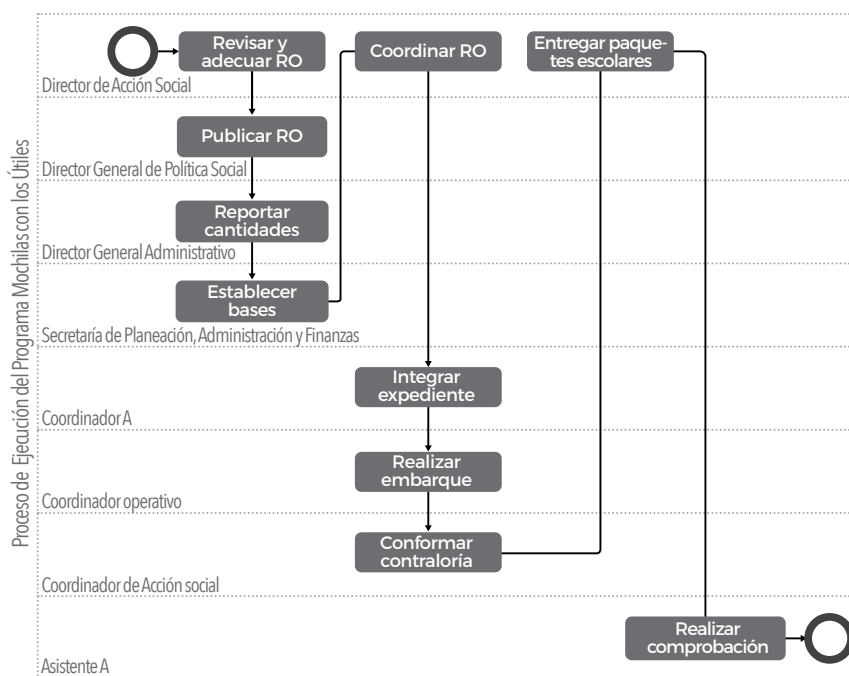 Proceso de Ejecución del Programa Mochilas con los Útiles
Revisar y
adecuar RO
Coordinar RO
Entregar paque-
tes escolares
Director de Acción Social
Publicar RO
Director General de Política Social
Reportar
cantidades
Director General Administrativo
Establecer
bases
Secretaría de Planeación, Administración y Finanzas
Integrar
expediente
Coordinador A
Realizar
embarque
Coordinador operativo
Conformar
contraloría
Coordinador de Acción social
Realizar
comprobación
Asistente A